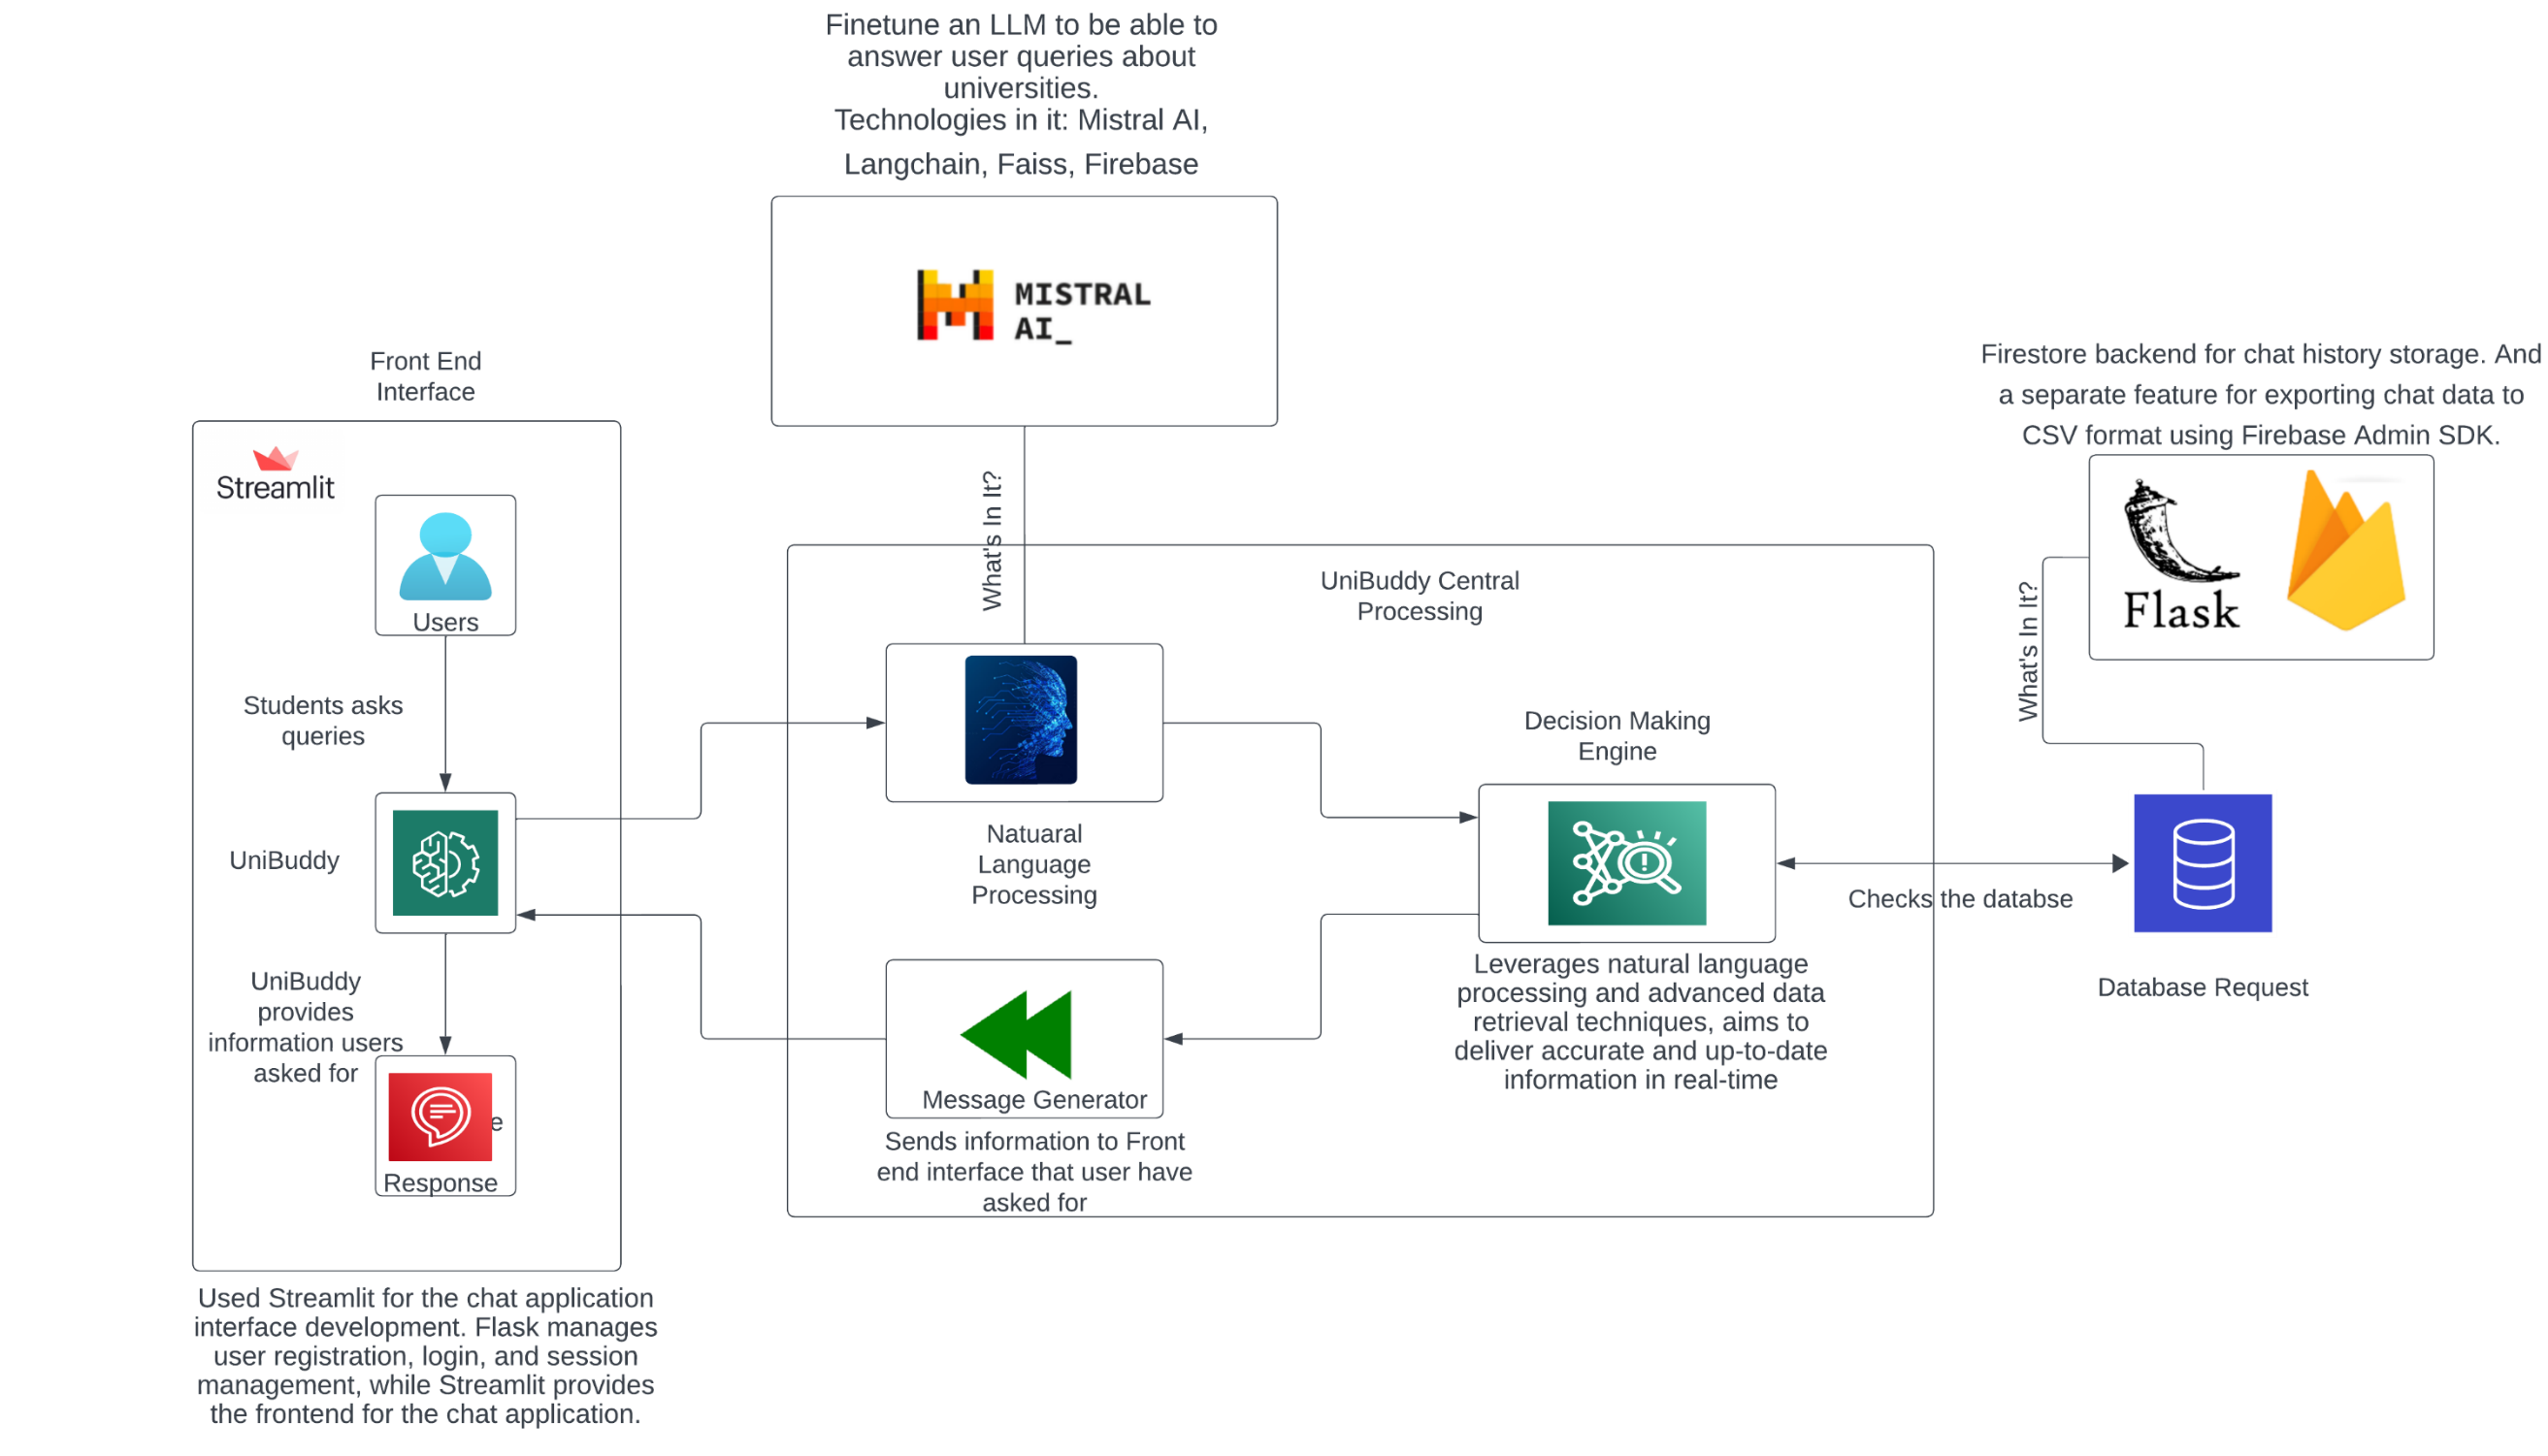 Finetune an LLM to be able to
answer user queries about
universities.
Technologies in it: Mistral AI,
Langchain, Faiss, Firebase
MISTRAL
AI_
Front End
Interface
Streamlit
Users
Students asks
queries
UniBuddy
UniBuddy
provides
information users
asked for
e
Response
Used Streamlit for the chat application
interface development. Flask manages
user registration, login, and session
management, while Streamlit provides
the frontend for the chat application.
What's In It?
UniBuddy Central
Processing
Natuaral
Language
Processing
Decision Making
Engine
Leverages natural language
processing and advanced data
retrieval techniques, aims to
deliver accurate and up-to-date
information in real-time
Message Generator
Sends information to Front
end interface that user have
asked for
Checks the databse
Firestore backend for chat history storage. And
a separate feature for exporting chat data to
CSV format using Firebase Admin SDK.
Flask
What's In It?
Database Request